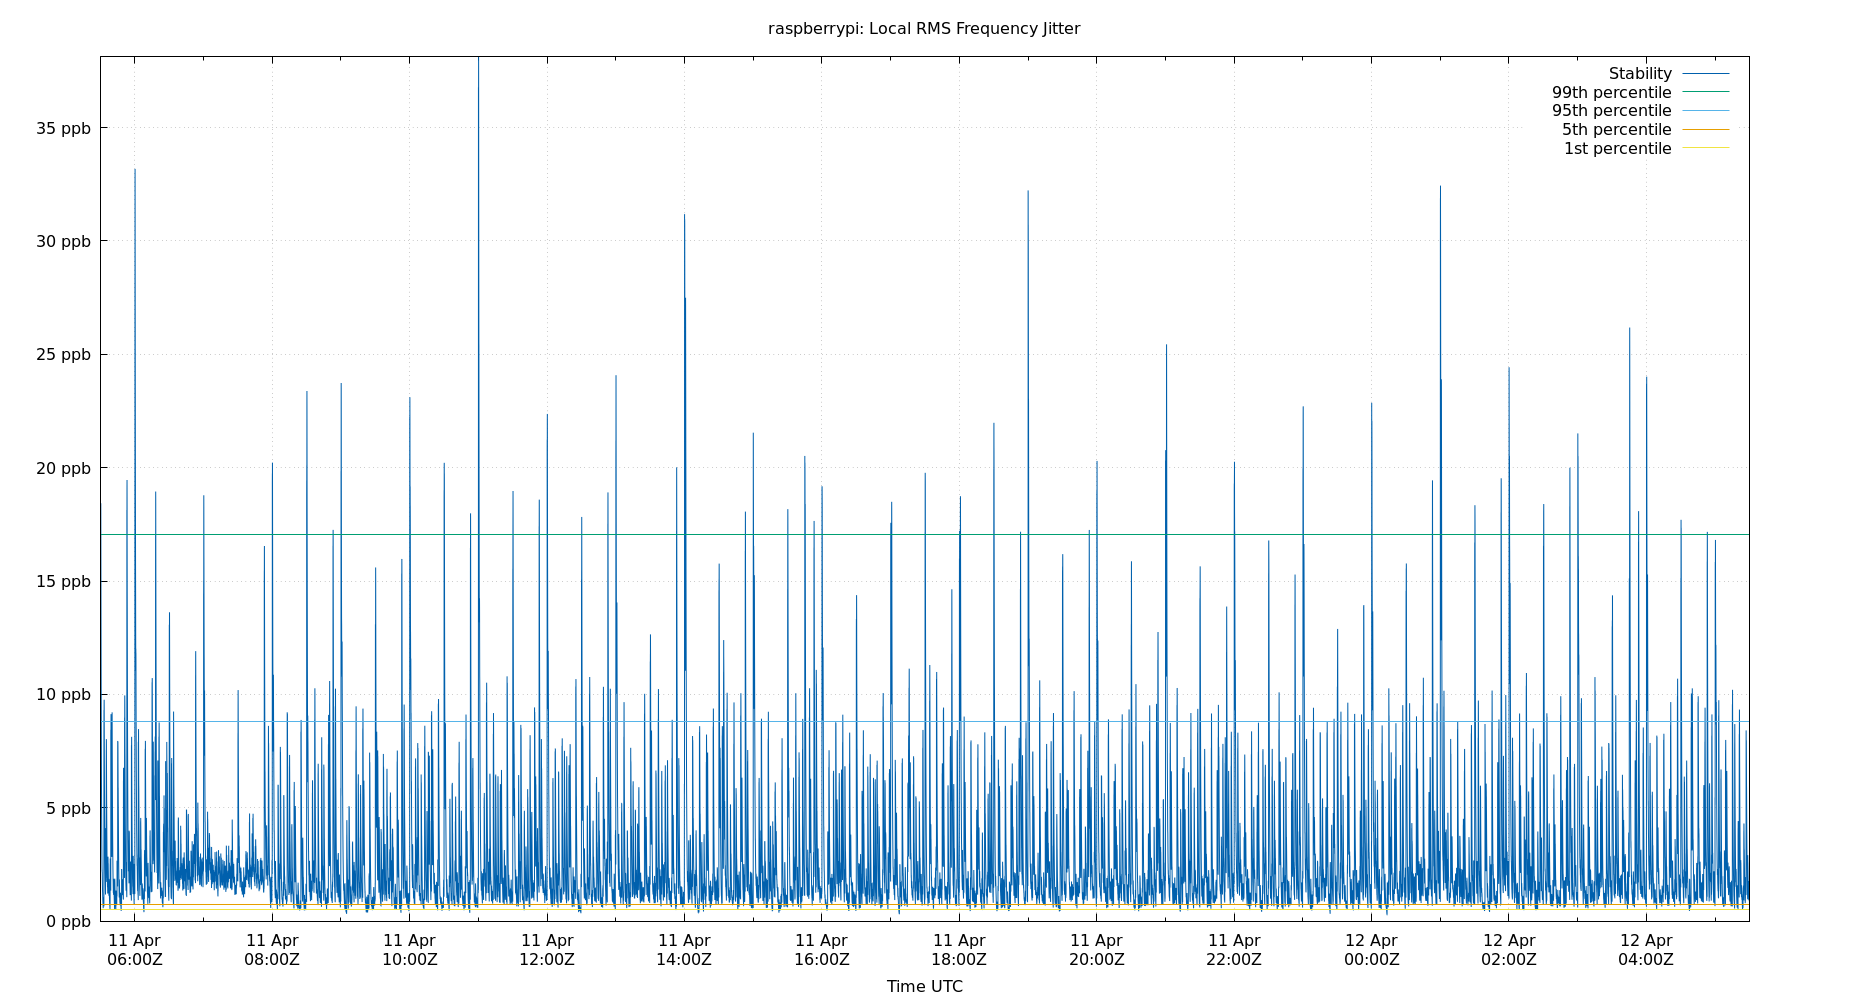 raspberrypi: Local RMS Frequency Jitter
Stability
99th percentile
95th percentile
5th percentile
1st percentile
35 ppb
30 ppb
25 ppb
20 ppb
15 ppb
10 ppb
5 ppb
0 ppb
11 Apr 11 Apr 11 Apr 11 Apr 11 Apr 11 Apr 11 Apr 11 Apr 11 Apr 12 Apr 12 Apr 12 Apr
06:00Z 08:00Z 10:00Z 12:00Z 14:00Z 16:00Z 18:00Z 20:00Z 22:00Z 00:00Z 02:00Z 04:00Z
Time UTC